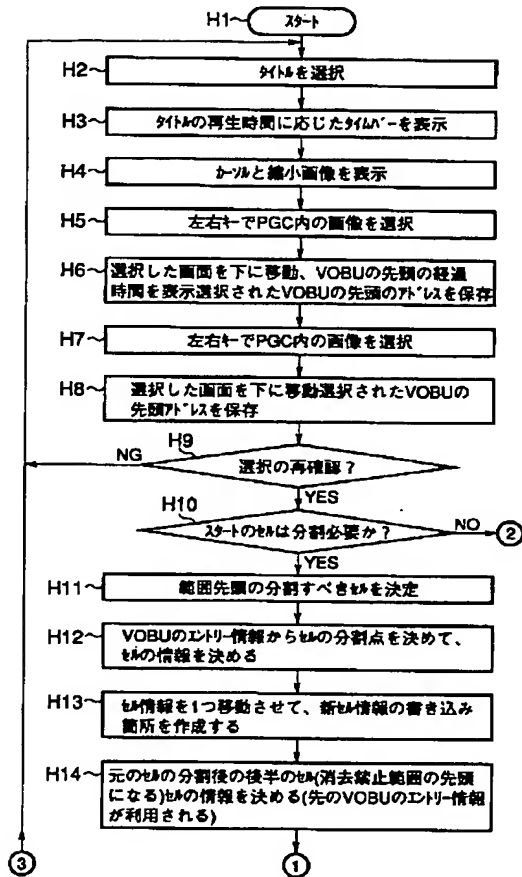 H1 スタート
H2 タイトルを選択
H3 タイトルの再生時間に応じたタイムバーを表示
H4 カーソルと縮小画像を表示
H5 左右キーでPGC内の画像を選択
H6 選択した画面を下に移動、VOBUの先頭の経過
時間を表示選択されたVOBUの先頭のアドレスを保存
H7 左右キーでPGC内の画像を選択
H8 選択した画面を下に移動選択されたVOBUの
先頭アドレスを保存
H9
NG 選択の再確認?
YES
H10
スタートのセルは分割必要か? NO ②
YES
H11 範囲先頭の分割すべきセルを決定
H12 VOBUのエントリー情報からセルの分割点を決めて、
セルの情報を決める
H13 セル情報を1つ移動させて、新セル情報の書き込み
箇所を作成する
H14 元のセルの分割後の後半のセル(消去禁止範囲の先頭
になる)セルの情報を決める(先のVOBUのエントリー情報
が利用される)
③ ①